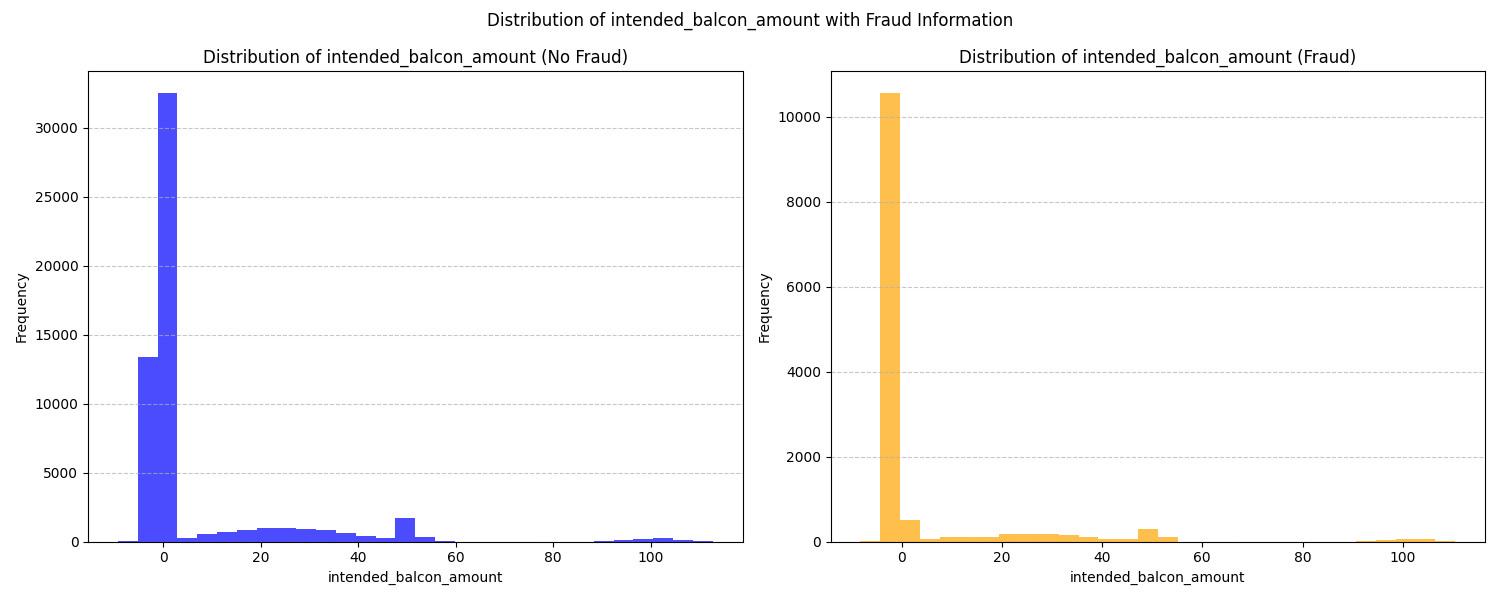 Distribution of intended_balcon_amount with Fraud Information
Distribution of intended_balcon_amount (No Fraud)
Frequency
30000
25000
20000
15000
10000
5000
0
0 20 40 60 80 100
intended_balcon_amount
Distribution of intended_balcon_amount (Fraud)
Frequency
10000
8000
6000
4000
2000
0
0 20 40 60 80 100
intended_balcon_amount